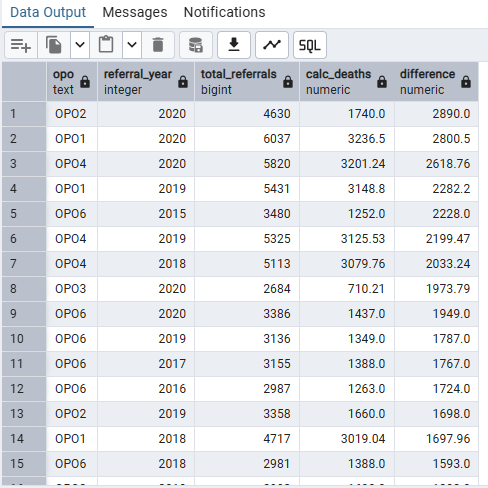 Data Output Messages Notifications
SQL
opo referral_year total_referrals calc_deaths difference
text integer bigint numeric numeric
1 OPO2 2020 4630 1740.0 2890.0
2 OPO1 2020 6037 3236.5 2800.5
3 OPO4 2020 5820 3201.24 2618.76
4 OPO1 2019 5431 3148.8 2282.2
5 OPO6 2015 3480 1252.0 2228.0
6 OPO4 2019 5325 3125.53 2199.47
7 OPO4 2018 5113 3079.76 2033.24
8 OPO3 2020 2684 710.21 1973.79
9 OPO6 2020 3386 1437.0 1949.0
10 OPO6 2019 3136 1349.0 1787.0
11 OPO6 2017 3155 1388.0 1767.0
12 OPO6 2016 2987 1263.0 1724.0
13 OPO2 2019 3358 1660.0 1698.0
14 OPO1 2018 4717 3019.04 1697.96
15 OPO6 2018 2981 1388.0 1593.0